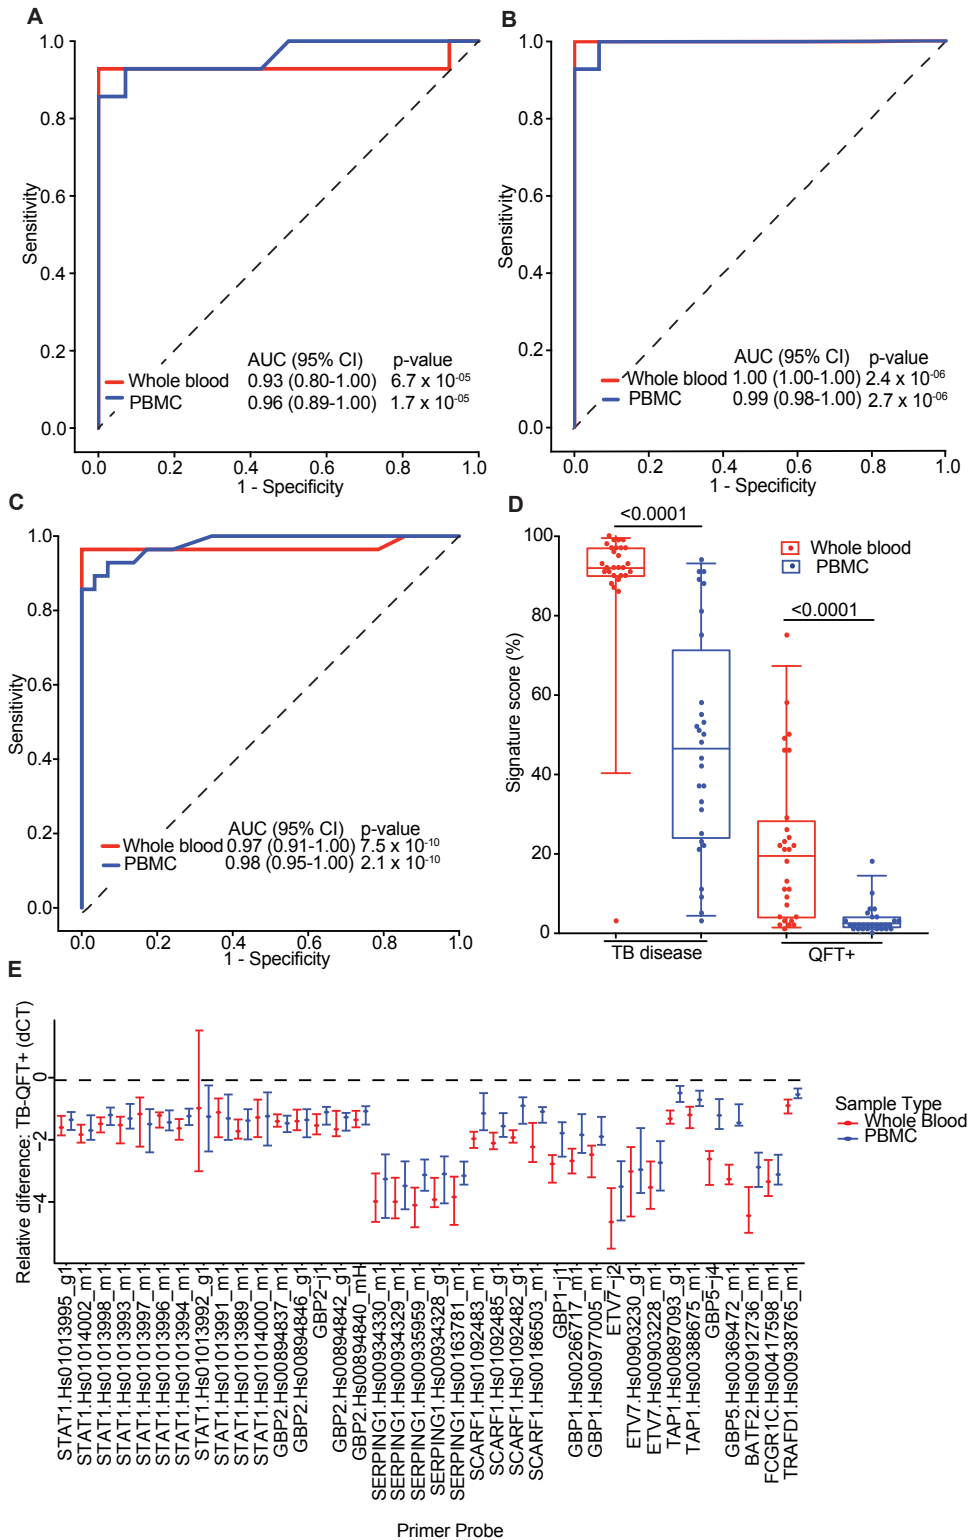 A
Sensitivity
1.0
0.8
0.6
0.4
0.2
0.0
AUC (95% CI) p-value
Whole blood 0.93 (0.80-1.00) 6.7 x 10-05
PBMC 0.96 (0.89-1.00) 1.7 x 10-05
0.0 0.2 0.4 0.6 0.8 1.0
1 - Specificity
B
Sensitivity
1.0
0.8
0.6
0.4
0.2
0.0
AUC (95% CI) p-value
Whole blood 1.00 (1.00-1.00) 2.4 x 10-06
PBMC 0.99 (0.98-1.00) 2.7 x 10-06
0.0 0.2 0.4 0.6 0.8 1.0
1 - Specificity
C
Sensitivity
1.0
0.8
0.6
0.4
0.2
0.0
AUC (95% CI) p-value
Whole blood 0.97 (0.91-1.00) 7.5 x 10-10
PBMC 0.98 (0.95-1.00) 2.1 x 10-10
0.0 0.2 0.4 0.6 0.8 1.0
1 - Specificity
D
Signature score (%)
100
80
60
40
20
0
<0.0001
Whole blood
PBMC
<0.0001
TB disease QFT+
E
Relative diference: TB-QFT+ (dCT)
0
-2
-4
Sample Type
Whole Blood
PBMC
STAT1.Hs01013995_g1
STAT1.Hs01014002_m1
STAT1.Hs01013998_m1
STAT1.Hs01013993_m1
STAT1.Hs01013997_m1
STAT1.Hs01013996_m1
STAT1.Hs01013994_m1
STAT1.Hs01013992_g1
STAT1.Hs01013991_m1
STAT1.Hs01013989_m1
STAT1.Hs01014000_m1
GBP2.Hs00894837_m1
GBP2.Hs00894846_g1
GBP2-j1
GBP2.Hs00894842_g1
GBP2.Hs00894840_mH
SERPING1.Hs00934330_m1
SERPING1.Hs00934329_m1
SERPING1.Hs00935959_m1
SERPING1.Hs00934328_g1
SERPING1.Hs00163781_m1
SCARF1.Hs01092483_m1
SCARF1.Hs01092485_g1
SCARF1.Hs01092482_g1
SCARF1.Hs00186503_m1
GBP1-j1
GBP1.Hs00266717_m1
GBP1.Hs00977005_m1
ETV7-j2
ETV7.Hs00903230_g1
ETV7.Hs00903228_m1
TAP1.Hs00897093_g1
TAP1.Hs00388675_m1
GBP5-j4
GBP5.Hs00369472_m1
BATF2.Hs00912736_m1
FCGR1C.Hs00417598_m1
TRAFD1.Hs00938765_m1
Primer Probe